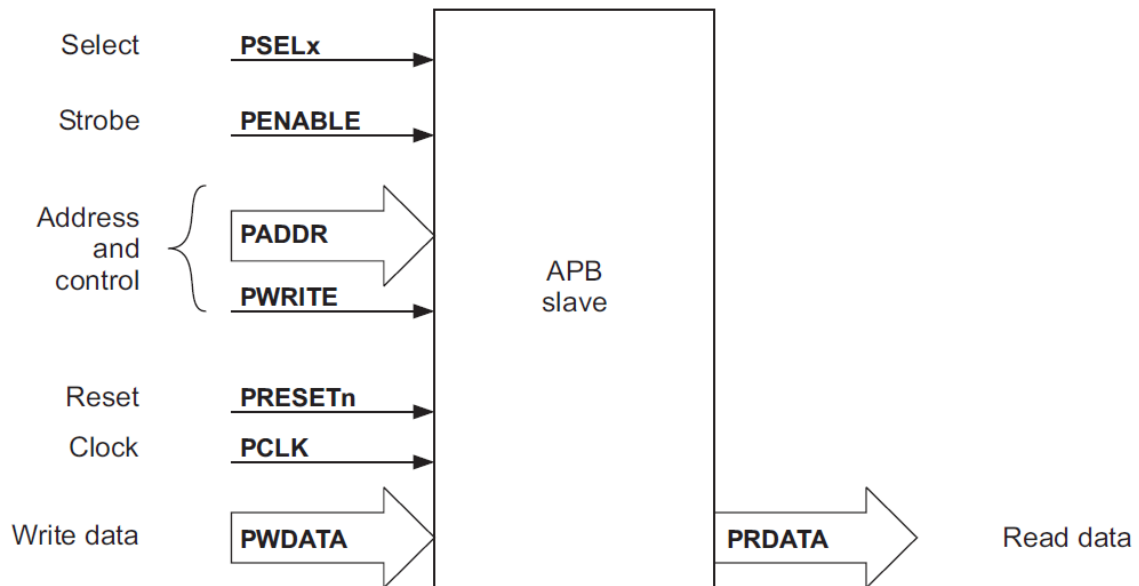 Select
PSELx
Strobe
PENABLE
Address
and
control
PADDR
PWRITE
APB
slave
Reset
PRESETn
Clock
PCLK
Write data
PWDATA
PRDATA
Read data